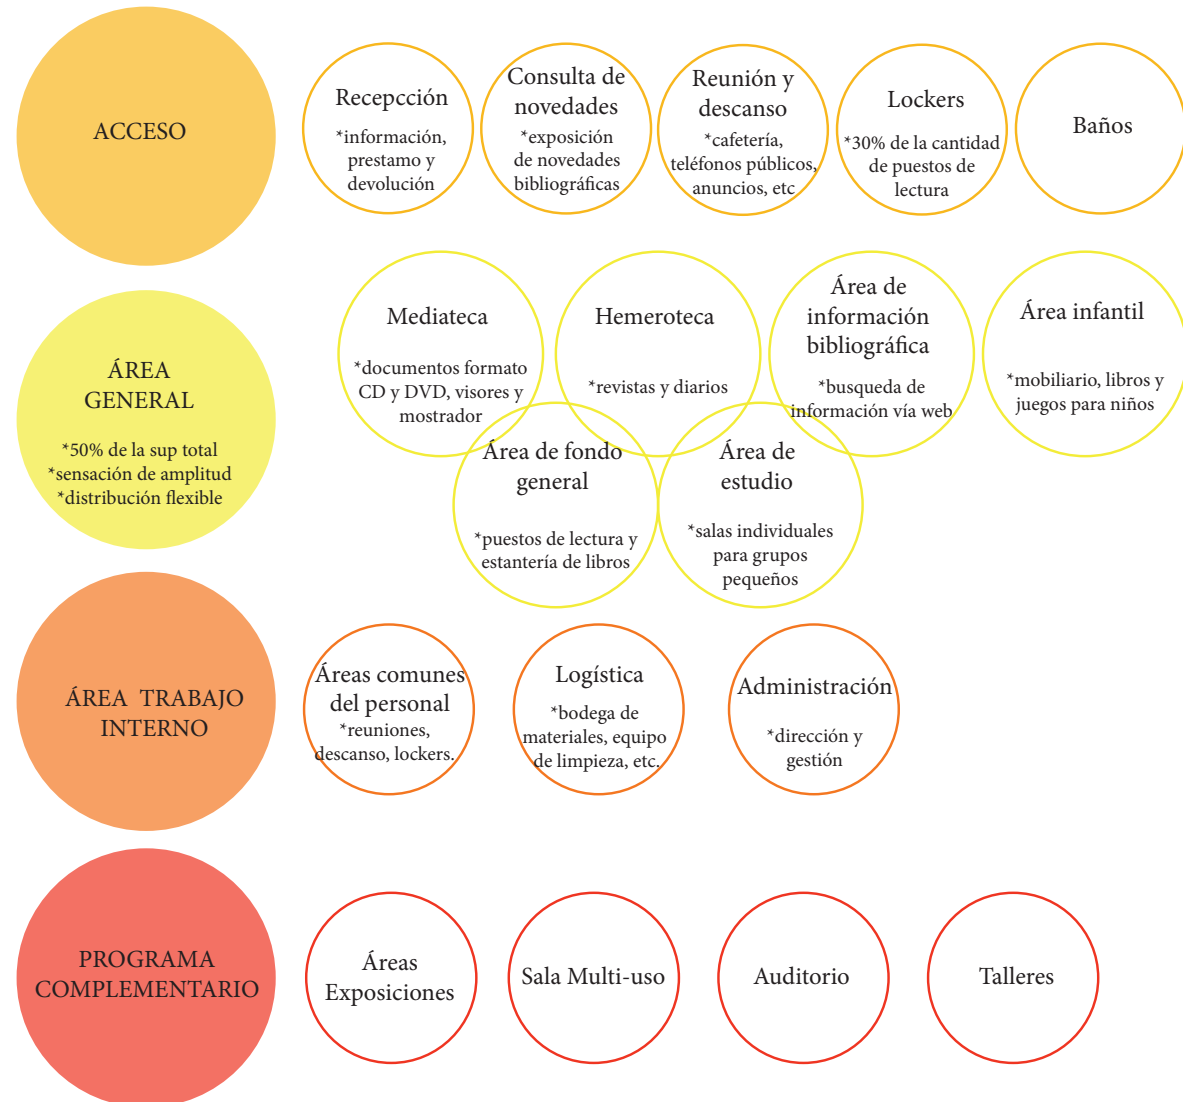 ACCESO
Recepcción
*información,
prestamo y
devolución
Consulta de
novedades
*exposición
de novedades
bibliográficas
Reunión y
descanso
*cafetería,
teléfonos públicos,
anuncios, etc
Lockers
*30% de la cantidad
de puestos de
lectura
Baños
ÁREA
GENERAL
*50% de la sup total
*sensación de amplitud
*distribución flexible
Mediateca
*documentos formato
CD y DVD, visores y
mostrador
Hemeroteca
*revistas y diarios
Área de
información
bibliográfica
*busqueda de
información vía web
Área infantil
*mobiliario, libros y
juegos para niños
Área de fondo
general
*puestos de lectura y
estantería de libros
Área de
estudio
*salas individuales
para grupos
pequeños
ÁREA TRABAJO
INTERNO
Áreas comunes
del personal
*reuniones,
descanso, lockers.
Logística
*bodega de
materiales, equipo
de limpieza, etc.
Administración
*dirección y
gestión
PROGRAMA
COMPLEMENTARIO
Áreas
Exposiciones
Sala Multi-uso
Auditorio
Talleres